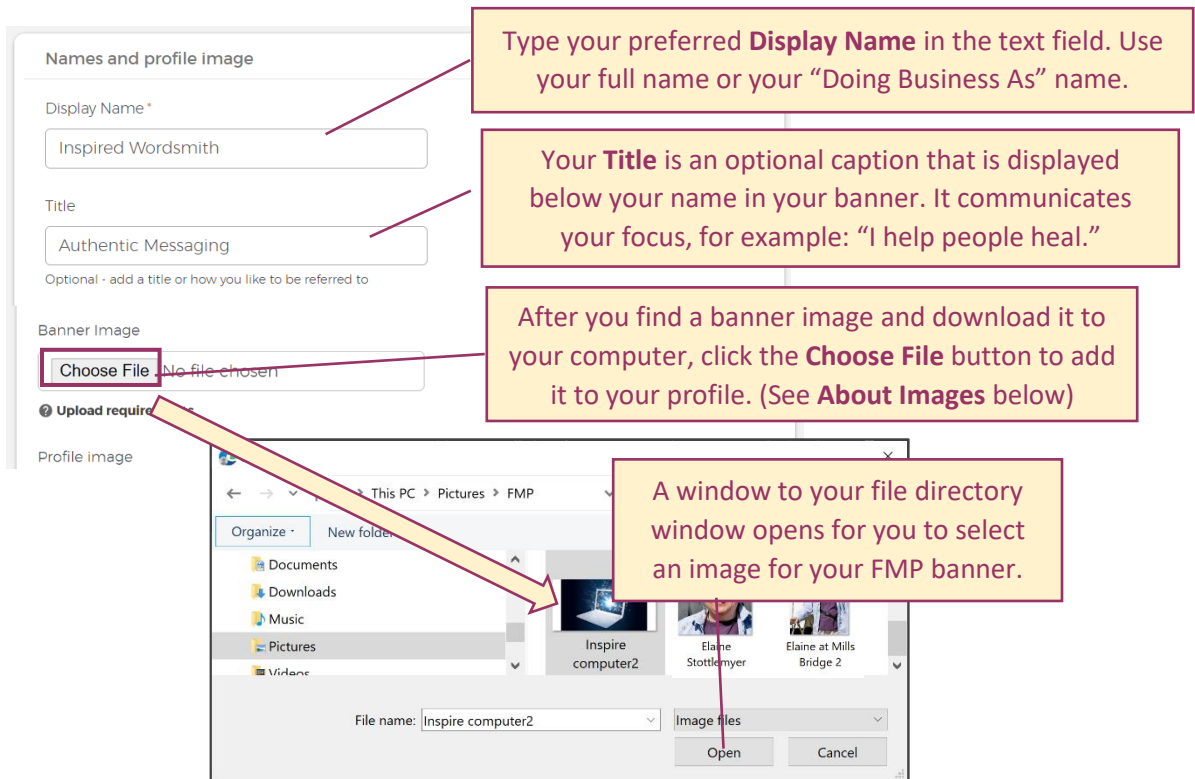 Names and profile image
Type your preferred Display Name in the text field. Use
your full name or your “Doing Business As” name.
Display Name*
Inspired Wordsmith
Your Title is an optional caption that is displayed
below your name in your banner. It communicates
your focus, for example: “I help people heal.”
Title
Authentic Messaging
Optional - add a title or how you like to be referred to
After you find a banner image and download it to
your computer, click the Choose File button to add
it to your profile. (See About Images below)
Banner Image
Choose File No file chosen
Upload
Profile image
A window to your file directory
window opens for you to select
an image for your FMP banner.
This PC > Pictures > FMP
Organize
New folder
Documents
Downloads
Music
Pictures
Videos
Inspire
computer2
Elaine
Stottlemyer
Elaine at Mills
Bridge 2
File name: Inspire computer2
Image files
Open
Cancel